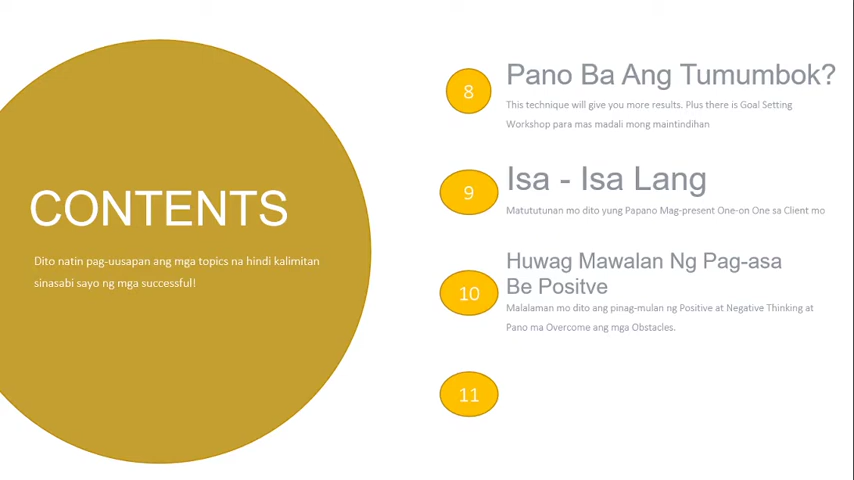 CONTENTS
Dito natin pag-uusapan ang mga topics na hindi kalimitan
sinasabi sayo ng mga successful!
8
Pano Ba Ang Tumumbok?
This technique will give you more results. Plus there is Goal Setting
Workshop para mas madali mong maintindihan
9
Isa - Isa Lang
Matututunan mo dito yung Papano Mag-present One-on One sa Client mo
10
Huwag Mawalan Ng Pag-asa
Be Positve
Malalaman mo dito ang pinag-mulan ng Positive at Negative Thinking at
Pano ma Overcome ang mga Obstacles.
11